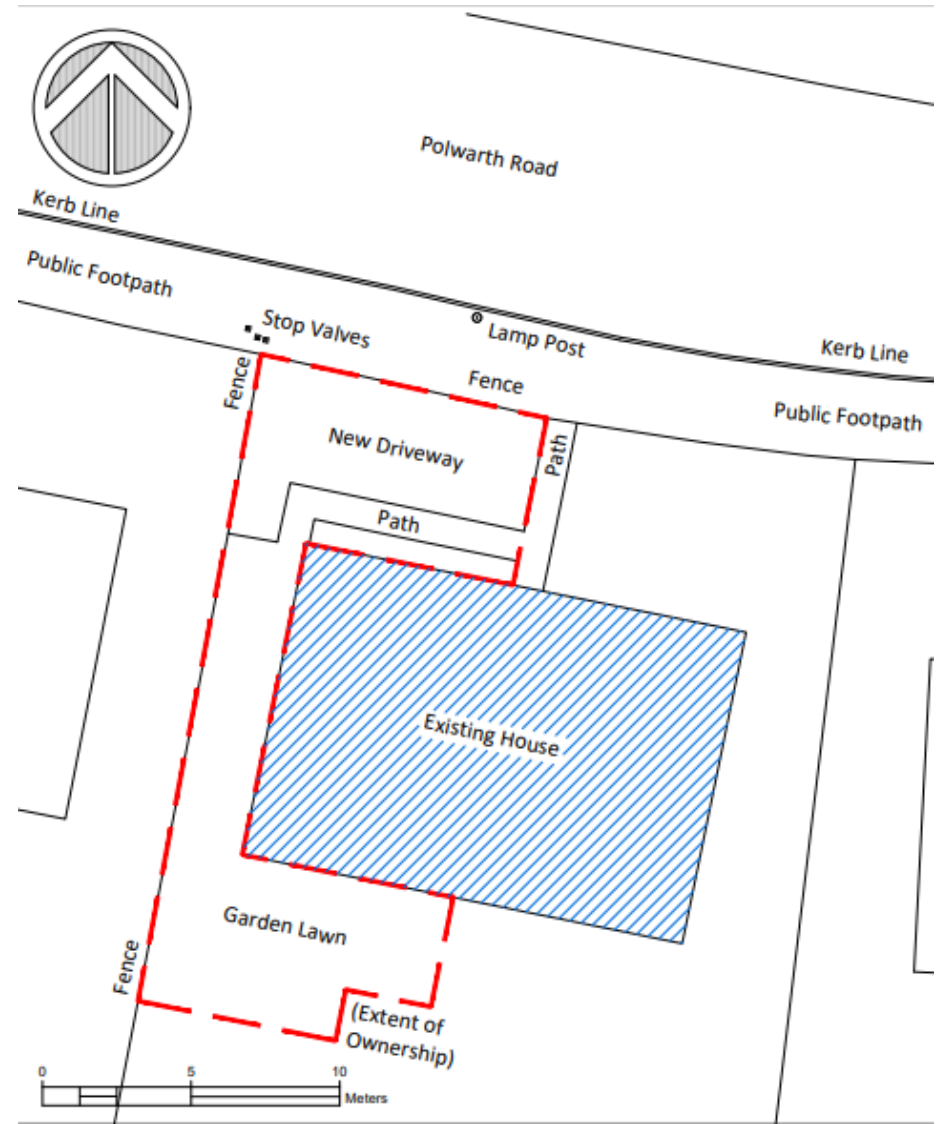 Polwarth Road
Kerb Line
Public Footpath
Stop Valves
Lamp Post
Kerb Line
Fence
Fence
Public Footpath
New Driveway
Path
Path
Existing House
Garden Lawn
Fence
(Extent of
Ownership)
0 5 10
Meters